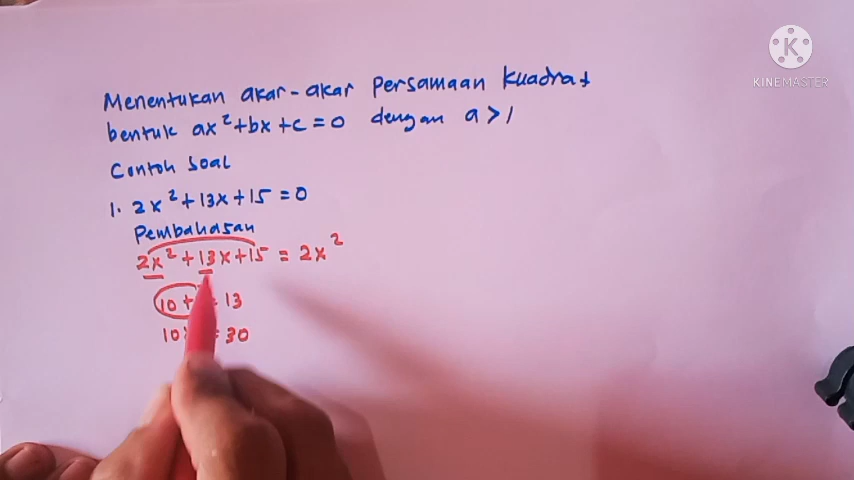 KINEMASTER
Menentukan akar-akar Persamaan Kuadrat
bentuk ax²+bx+c=0 dengan a>1
Contoh Soal
1. 2x²+13x+15=0
Pembahasan
2x²+13x+15 = 2x²
10+ = 13
10 = 30